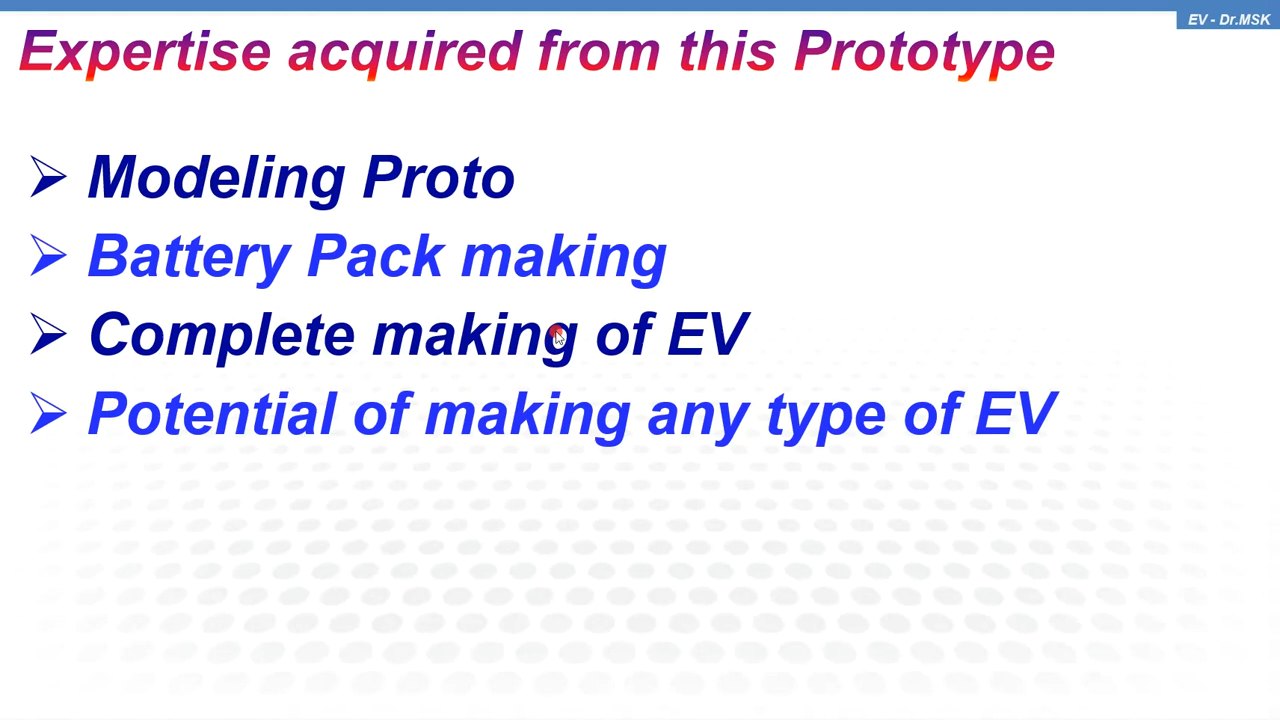 EV - Dr.MSK
Expertise acquired from this Prototype
Modeling Proto
Battery Pack making
Complete making of EV
Potential of making any type of EV